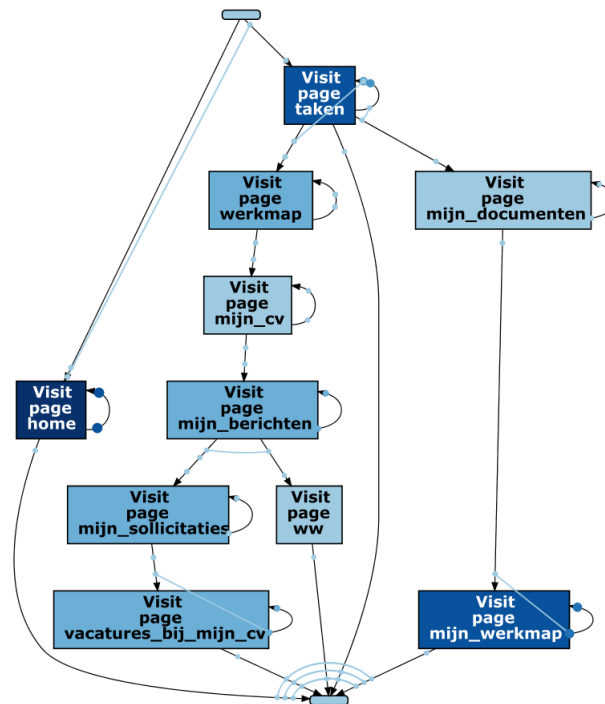 Visit
page
taken
Visit
page
werkmap
Visit
page
mijn_documenten
Visit
page
mijn_cv
Visit
page
home
Visit
page
mijn_berichten
Visit
page
mijn_sollicitaties
Visit
page
ww
Visit
page
vacatures_bij_mijn_cv
Visit
page
mijn_werkmap